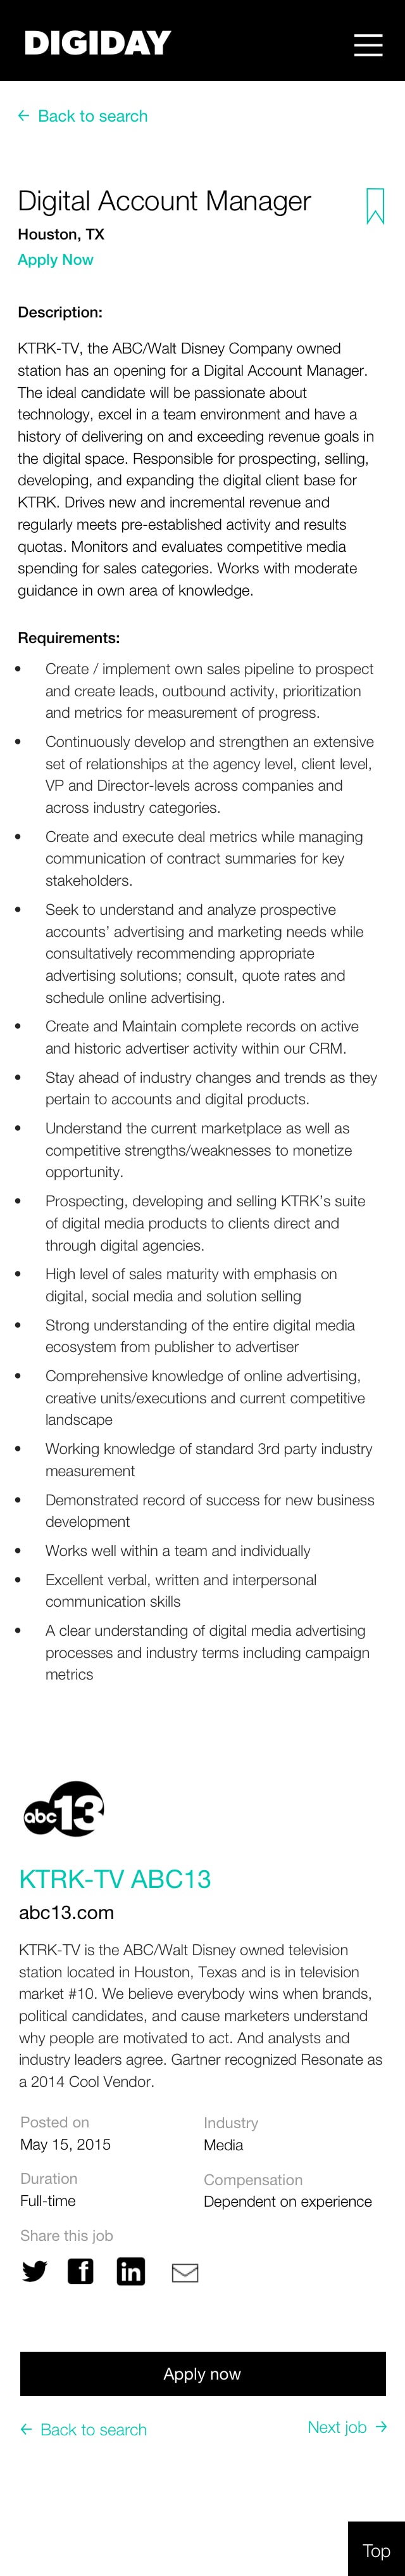 DIGIDAY
← Back to search
Digital Account Manager
Houston, TX
Apply Now
Description:
KTRK-TV, the ABC/Walt Disney Company owned
station has an opening for a Digital Account Manager.
The ideal candidate will be passionate about
technology, excel in a team environment and have a
history of delivering on and exceeding revenue goals in
the digital space. Responsible for prospecting, selling,
developing, and expanding the digital client base for
KTRK. Drives new and incremental revenue and
regularly meets pre-established activity and results
quotas. Monitors and evaluates competitive media
spending for sales categories. Works with moderate
guidance in own area of knowledge.
Requirements:
• Create / implement own sales pipeline to prospect
and create leads, outbound activity, prioritization
and metrics for measurement of progress.
• Continuously develop and strengthen an extensive
set of relationships at the agency level, client level,
VP and Director-levels across companies and
across industry categories.
• Create and execute deal metrics while managing
communication of contract summaries for key
stakeholders.
• Seek to understand and analyze prospective
accounts’ advertising and marketing needs while
consultatively recommending appropriate
advertising solutions; consult, quote rates and
schedule online advertising.
• Create and Maintain complete records on active
and historic advertiser activity within our CRM.
• Stay ahead of industry changes and trends as they
pertain to accounts and digital products.
• Understand the current marketplace as well as
competitive strengths/weaknesses to monetize
opportunity.
• Prospecting, developing and selling KTRK’s suite
of digital media products to clients direct and
through digital agencies.
• High level of sales maturity with emphasis on
digital, social media and solution selling
• Strong understanding of the entire digital media
ecosystem from publisher to advertiser
• Comprehensive knowledge of online advertising,
creative units/executions and current competitive
landscape
• Working knowledge of standard 3rd party industry
measurement
• Demonstrated record of success for new business
development
• Works well within a team and individually
• Excellent verbal, written and interpersonal
communication skills
• A clear understanding of digital media advertising
processes and industry terms including campaign
metrics
abc 13
KTRK-TV ABC13
abc13.com
KTRK-TV is the ABC/Walt Disney owned television
station located in Houston, Texas and is in television
market #10. We believe everybody wins when brands,
political candidates, and cause marketers understand
why people are motivated to act. And analysts and
industry leaders agree. Gartner recognized Resonate as
a 2014 Cool Vendor.
Posted on
May 15, 2015
Industry
Media
Duration
Full-time
Compensation
Dependent on experience
Share this job
Apply now
← Back to search
Next job →
Top